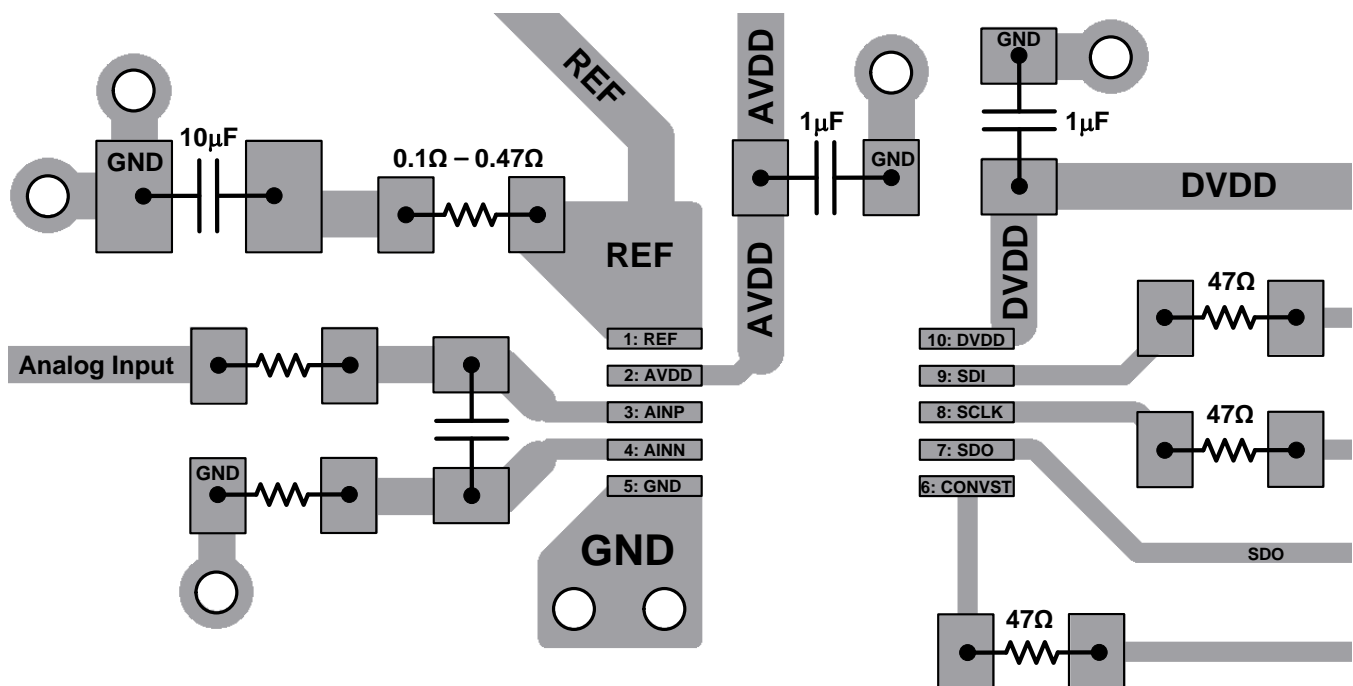 REF
AVDD
GND
10μF
GND
0.1Ω – 0.47Ω
1μF
GND
1μF
DVDD
REF
AVDD
DVDD
47Ω
Analog Input
1: REF
2: AVDD
3: AINP
4: AINN
5: GND
10: DVDD
9: SDI
8: SCLK
7: SDO
6: CONVST
47Ω
GND
GND
SDO
47Ω